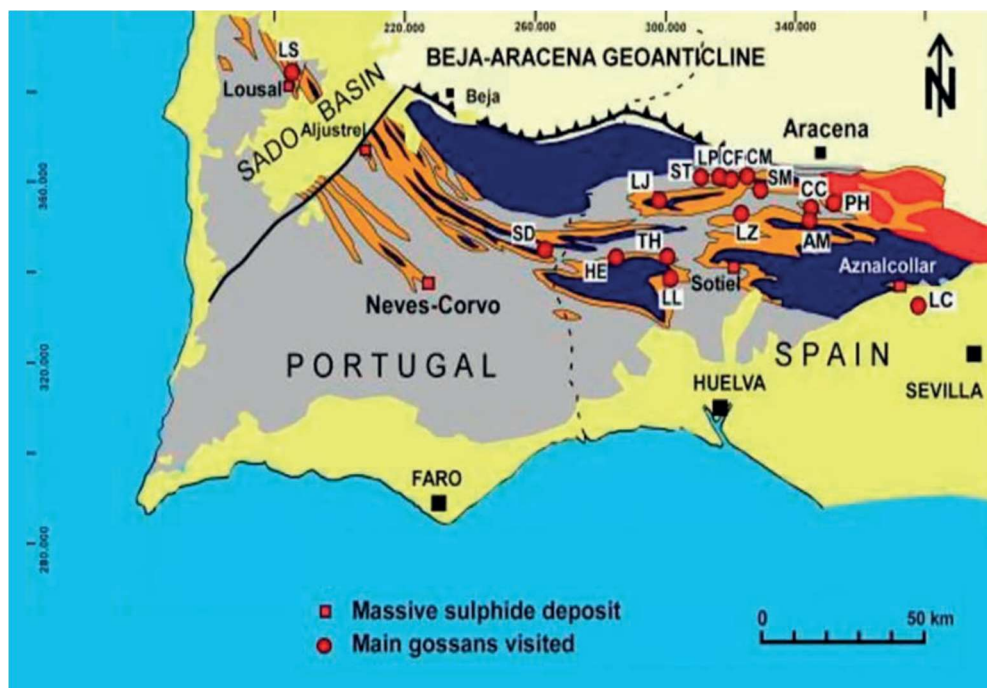 220.000 260.000 300.000 340.000
BEJA-ARACENA GEOANTICLINE
N
LS
Lousal
SADO BASIN
Aljustrel
Beja
Aracena
360.000
LP CF CM
ST SM
LJ CC PH
LZ AM
SD TH
HE LL
Sotiel
Aznalcollar
LC
Neves-Corvo
320.000
PORTUGAL
SPAIN
HUELVA
SEVILLA
FARO
280.000
Massive sulphide deposit
Main gossans visited
0 50 km